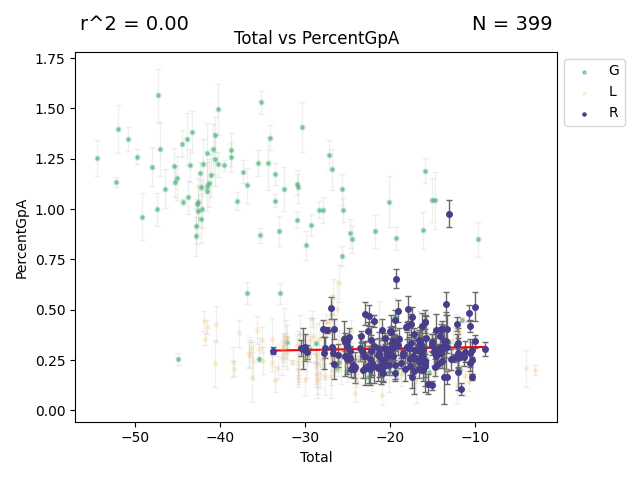 r^2 = 0.00
N = 399
Total vs PercentGpA
1.75
1.50
1.25
1.00
0.75
0.50
0.25
0.00
PercentGpA
−50
−40
−30
−20
−10
Total
G
L
R